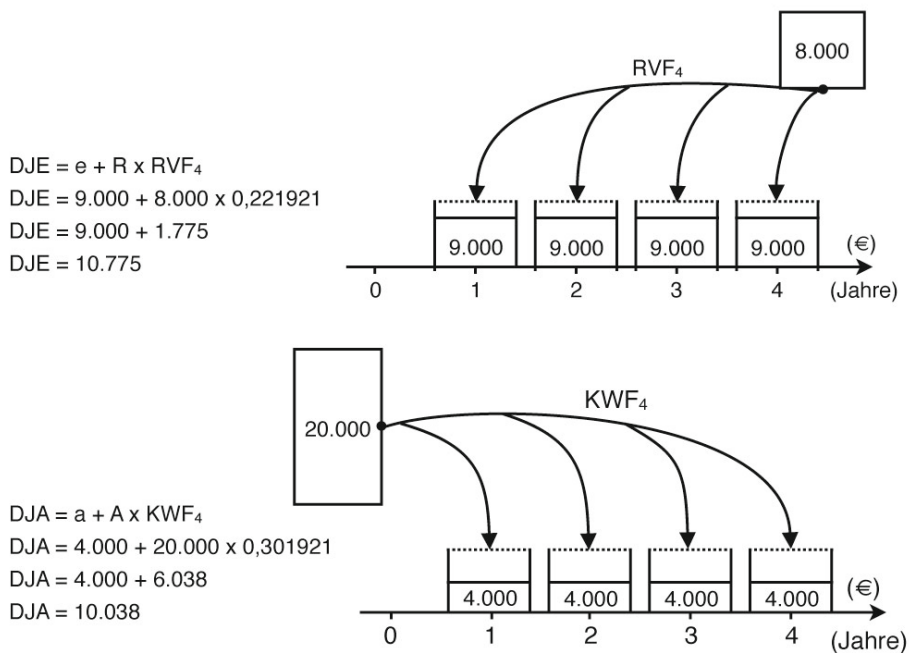 8.000
RVF₄
DJE = e + R x RVF₄
DJE = 9.000 + 8.000 x 0,221921
DJE = 9.000 + 1.775
DJE = 10.775
9.000 9.000 9.000 9.000 (€)
0 1 2 3 4 (Jahre)
20.000
KWF₄
DJA = a + A x KWF₄
DJA = 4.000 + 20.000 x 0,301921
DJA = 4.000 + 6.038
DJA = 10.038
4.000 4.000 4.000 4.000 (€)
0 1 2 3 4 (Jahre)